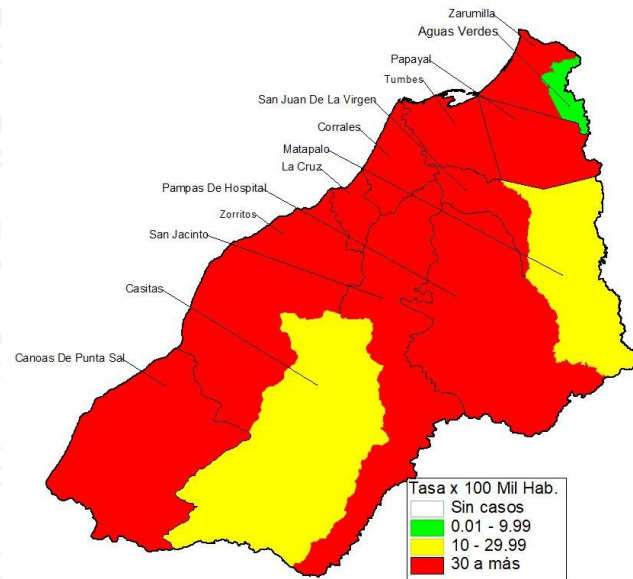 Zarumilla
Aguas Verdes
Papayal
Tumbes
San Juan De La Virgen
Corrales
Matapalo
La Cruz
Pampas De Hospital
Zorritos
San Jacinto
Casitas
Canoas De Punta Sal
Tasa x 100 Mil Hab.
Sin casos
0.01 - 9.99
10 - 29.99
30 a más